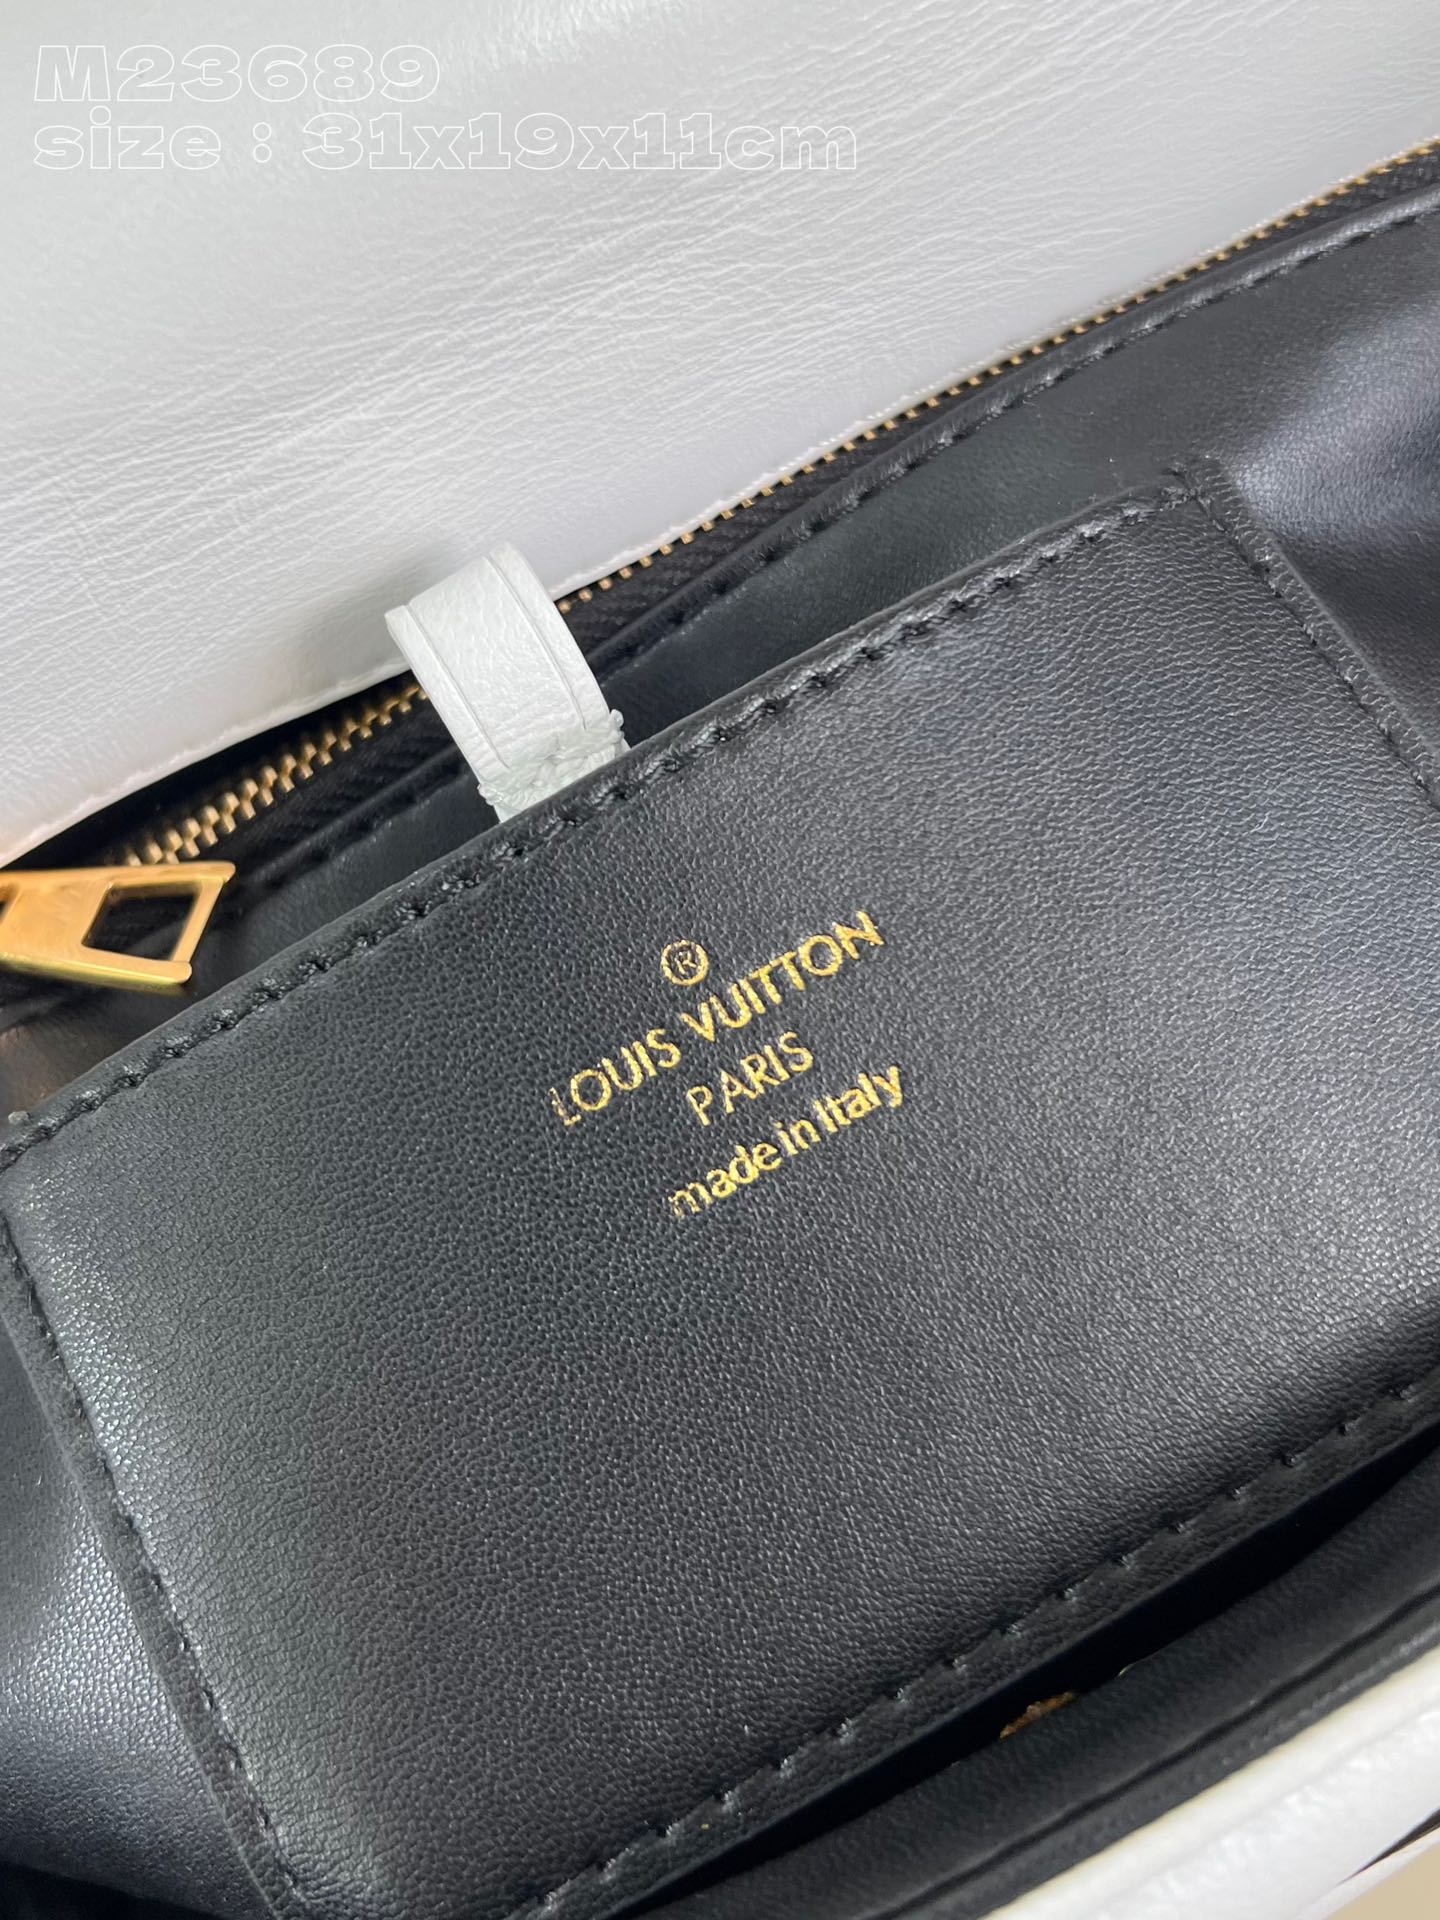 M23689
size : 31x19x11cm
®
LOUIS VUITTON
PARIS
made in Italy